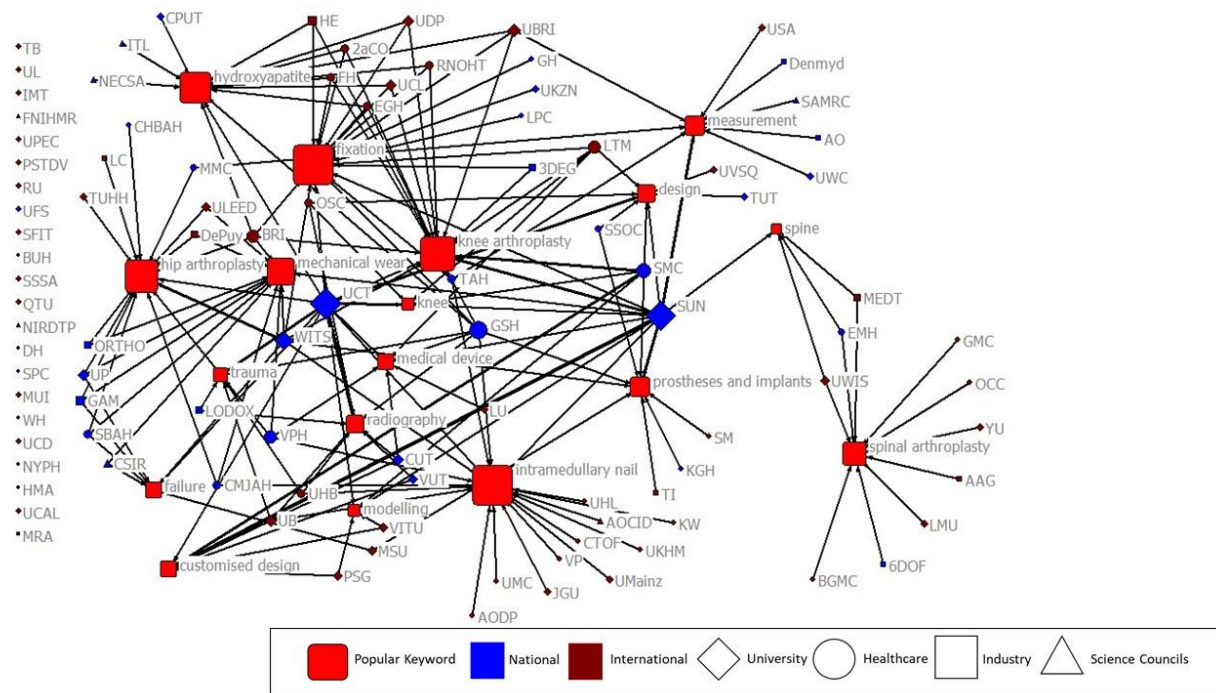 CPUT
HE
UDP
UBRI
USA
TB
ITL
2aCO
GH
Denmyd
UL
NECSA
hydroxyapatite
FH
RNOHT
UCL
UKZN
SAMRC
IMT
EGH
LPC
measurement
AO
FNIHMR
CHBAH
UPEC
LC
MMC
fixation
3DEG
LTM
UVSQ
UWC
PSTDV
RU
TUHH
ULEED
OSC
design
TUT
UFS
SFIT
DePuy
BRI
knee arthroplasty
SSOC
spine
BUH
hip arthroplasty
mechanical wear
TAH
SMC
SSSA
QTU
UCT
knee
GSH
SUN
MEDT
NIRDTP
ORTHO
WITS
EMH
DH
UP
trauma
medical device
prostheses and implants
UWIS
GMC
SPC
GAM
LODOX
LU
OCC
MUI
WH
SBAH
VPH
radiography
SM
YU
UCD
CSIR
CUT
KGH
spinal arthroplasty
NYPH
failure
CMJAH
VUT
intramedullary nail
TI
AAG
HMA
UHB
UHL
UCAL
UB
modelling
AOCID
KW
LMU
MRA
VITU
CTOF
UKHM
customised design
MSU
VP
6DOF
PSG
UMC
JGU
UMainz
BGMC
AODP
Popular Keyword
National
International
University
Healthcare
Industry
Science Councils